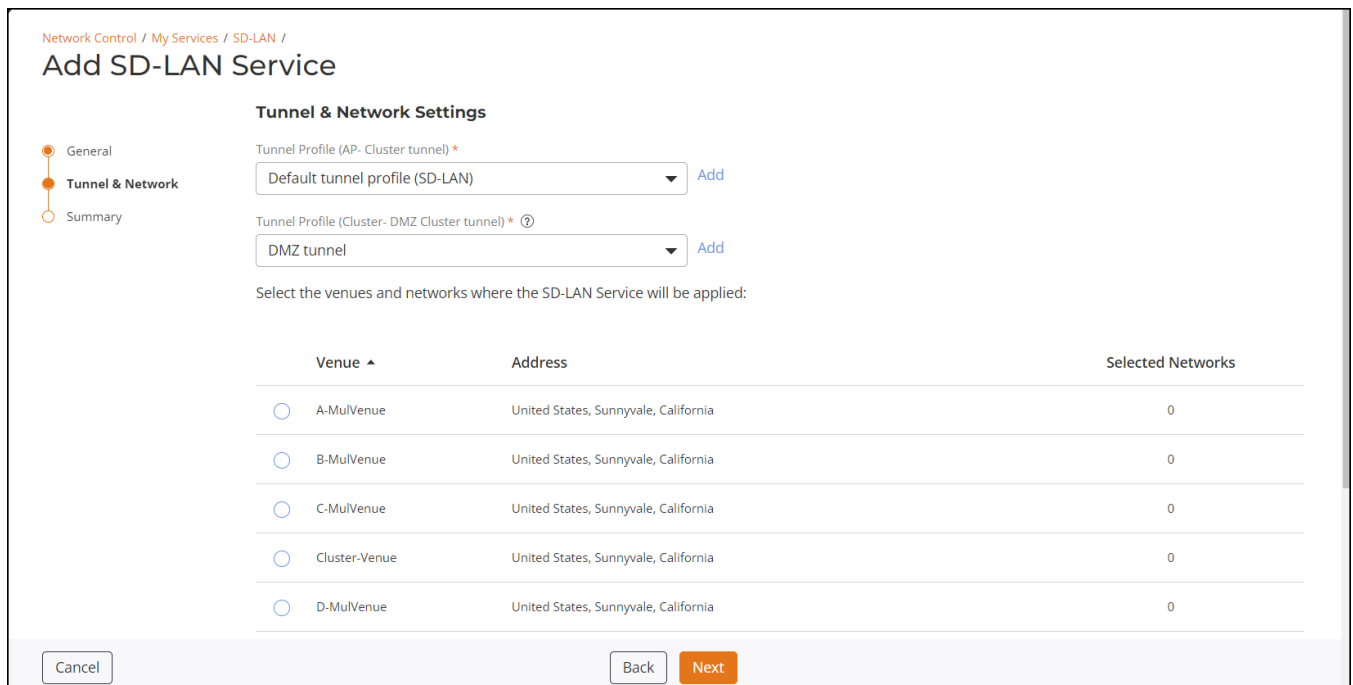 Network Control / My Services / SD-LAN /
Add SD-LAN Service
General
Tunnel & Network
Summary
Tunnel & Network Settings
Tunnel Profile (AP- Cluster tunnel) *
Default tunnel profile (SD-LAN) Add
Tunnel Profile (Cluster- DMZ Cluster tunnel) * ?
DMZ tunnel Add
Select the venues and networks where the SD-LAN Service will be applied:
Venue Address Selected Networks
A-MulVenue United States, Sunnyvale, California 0
B-MulVenue United States, Sunnyvale, California 0
C-MulVenue United States, Sunnyvale, California 0
Cluster-Venue United States, Sunnyvale, California 0
D-MulVenue United States, Sunnyvale, California 0
Cancel Back Next